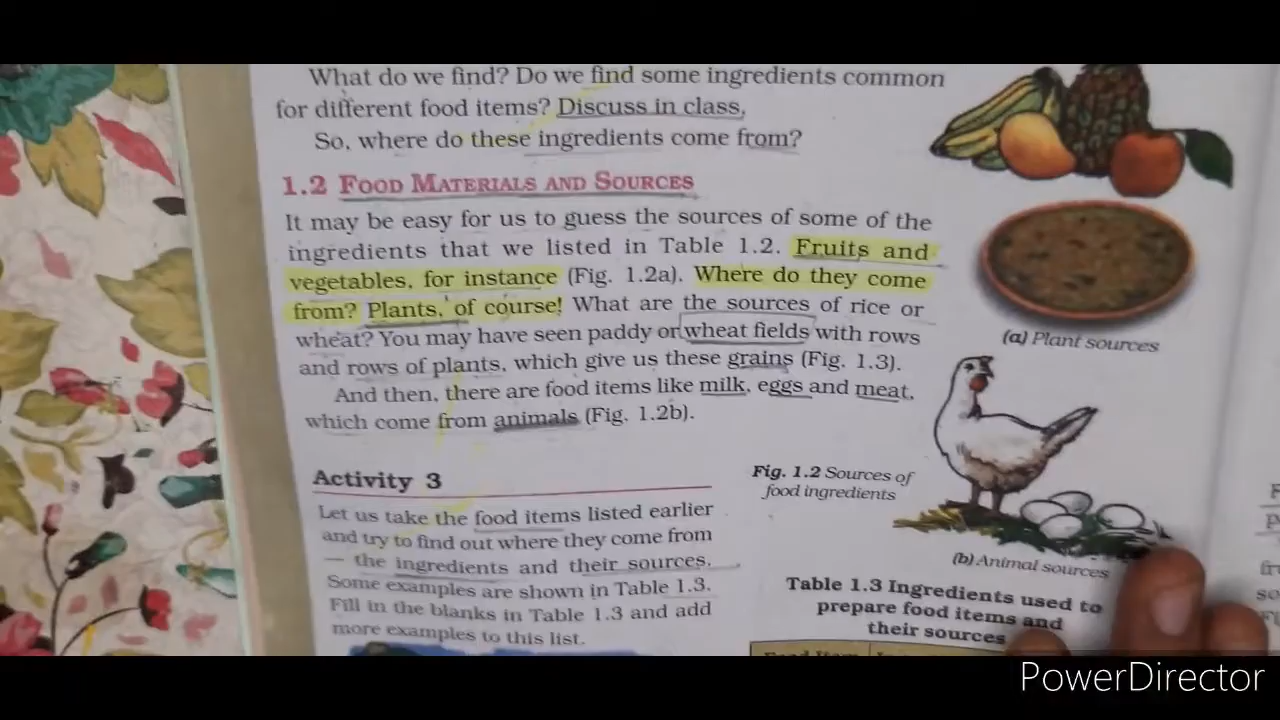 What do we find? Do we find some ingredients common
for different food items? Discuss in class,
So, where do these ingredients come from?
1.2 FOOD MATERIALS AND SOURCES
It may be easy for us to guess the sources of some of the
ingredients that we listed in Table 1.2. Fruits and
vegetables, for instance (Fig. 1.2a). Where do they come
from? Plants, of course! What are the sources of rice or
wheat? You may have seen paddy or wheat fields with rows
and rows of plants, which give us these grains (Fig. 1.3).
And then, there are food items like milk, eggs and meat,
which come from animals (Fig. 1.2b).
(a) Plant sources
Activity 3
Let us take the food items listed earlier
and try to find out where they come from
— the ingredients and their sources.
Some examples are shown in Table 1.3.
Fill in the blanks in Table 1.3 and add
more examples to this list.
Fig. 1.2 Sources of
food ingredients
(b) Animal sources
Table 1.3 Ingredients used to
prepare food items and
their sources
PowerDirector